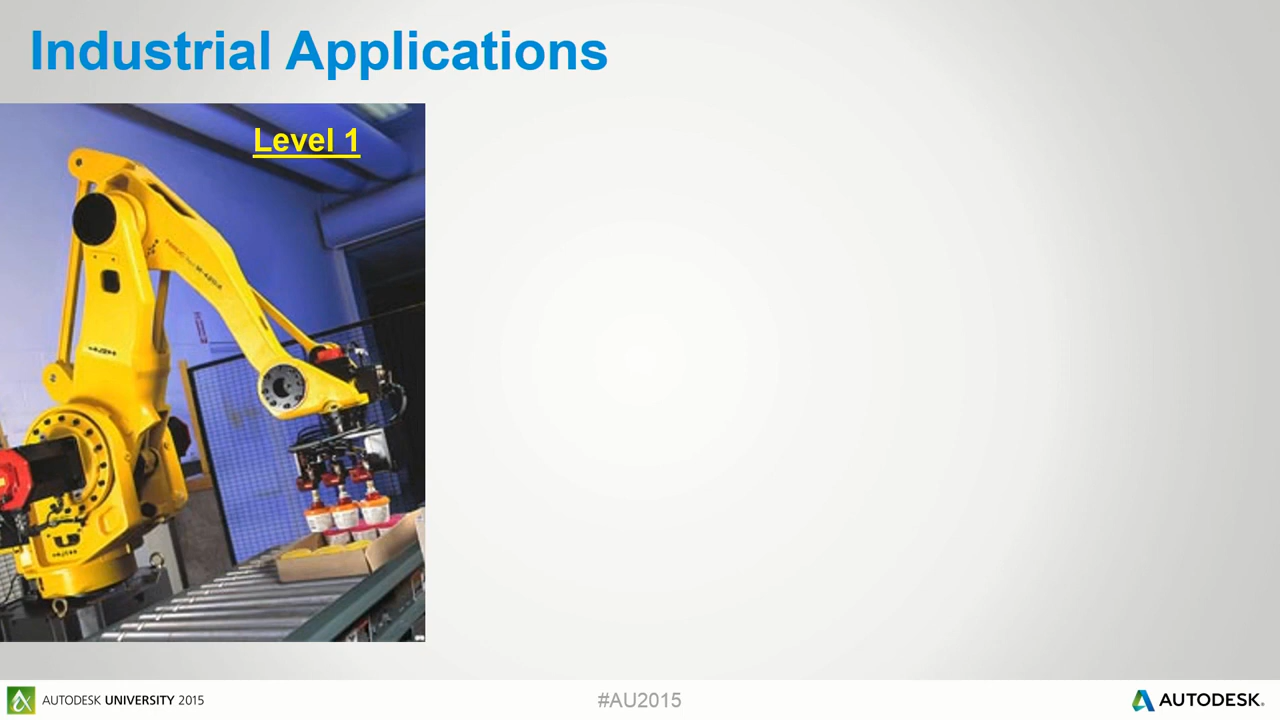 Industrial Applications
Level 1
AUTODESK UNIVERSITY 2015
#AU2015
AUTODESK.